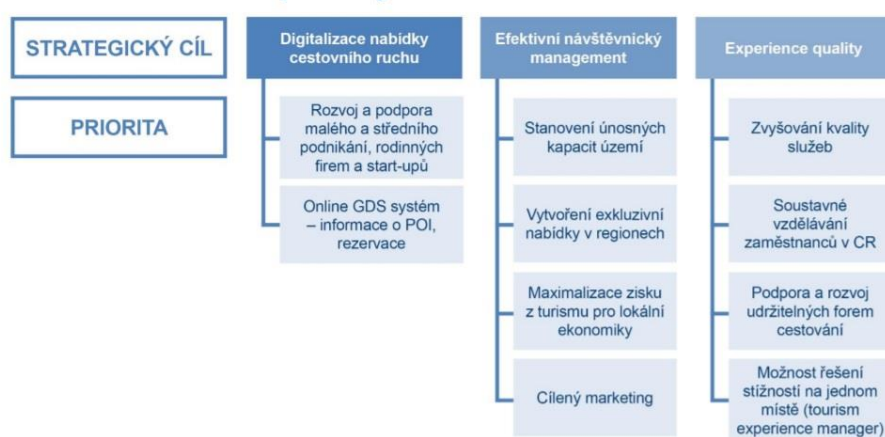 STRATEGICKÝ CÍL
Digitalizace nabídky
cestovního ruchu
Efektivní návštěvnický
management
Experience quality
PRIORITA
Rozvoj a podpora
malého a středního
podnikání, rodinných
firem a start-upů
Online GDS systém
– informace o POI,
rezervace
Stanovení únosných
kapacit území
Vytvoření exkluzivní
nabídky v regionech
Maximalizace zisku
z turismu pro lokální
ekonomiky
Cílený marketing
Zvyšování kvality
služeb
Soustavné
vzdělávání
zaměstnanců v CR
Podpora a rozvoj
udržitelných forem
cestování
Možnost řešení
stížností na jednom
místě (tourism
experience manager)